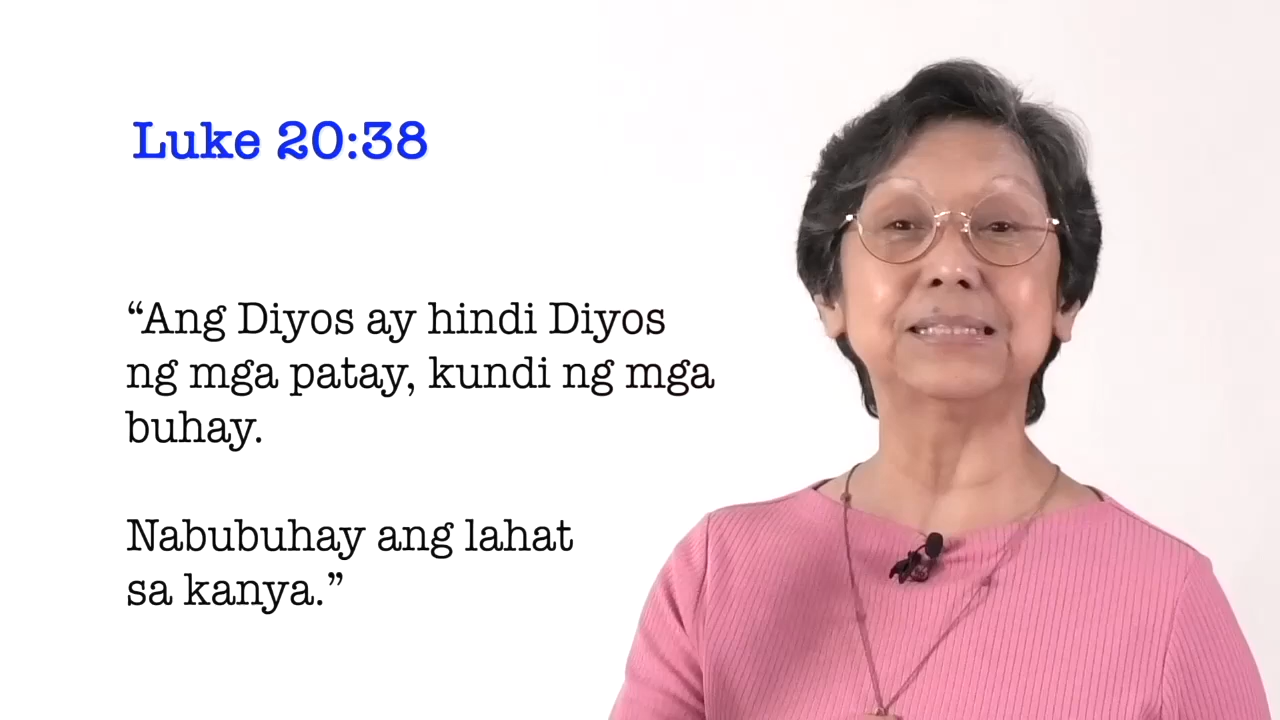 Luke 20:38
“Ang Diyos ay hindi Diyos
ng mga patay, kundi ng mga
buhay.
Nabubuhay ang lahat
sa kanya.”